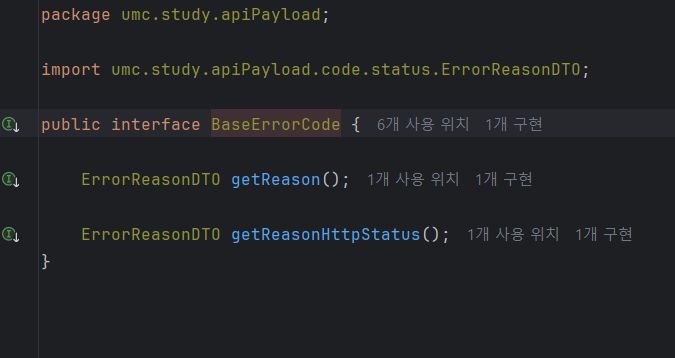 package umc.study.apiPayload;
import umc.study.apiPayload.code.status.ErrorReasonDTO;
public interface BaseErrorCode { 6개 사용 위치 1개 구현
ErrorReasonDTO getReason(); 1개 사용 위치 1개 구현
ErrorReasonDTO getReasonHttpStatus(); 1개 사용 위치 1개 구현
}